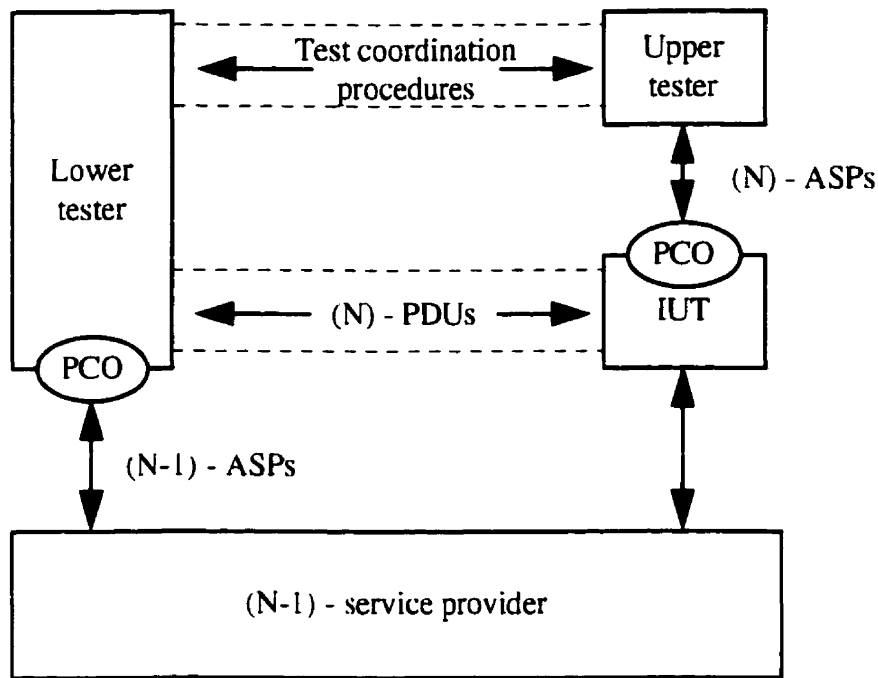 Test coordination
procedures
Upper
tester
Lower
tester
(N) - ASPs
PCO
(N) - PDUs
IUT
PCO
(N-1) - ASPs
(N-1) - service provider